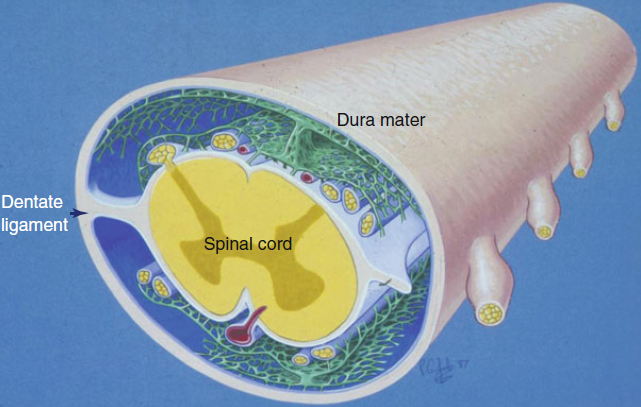 Dura mater
Dentate
ligament
Spinal cord